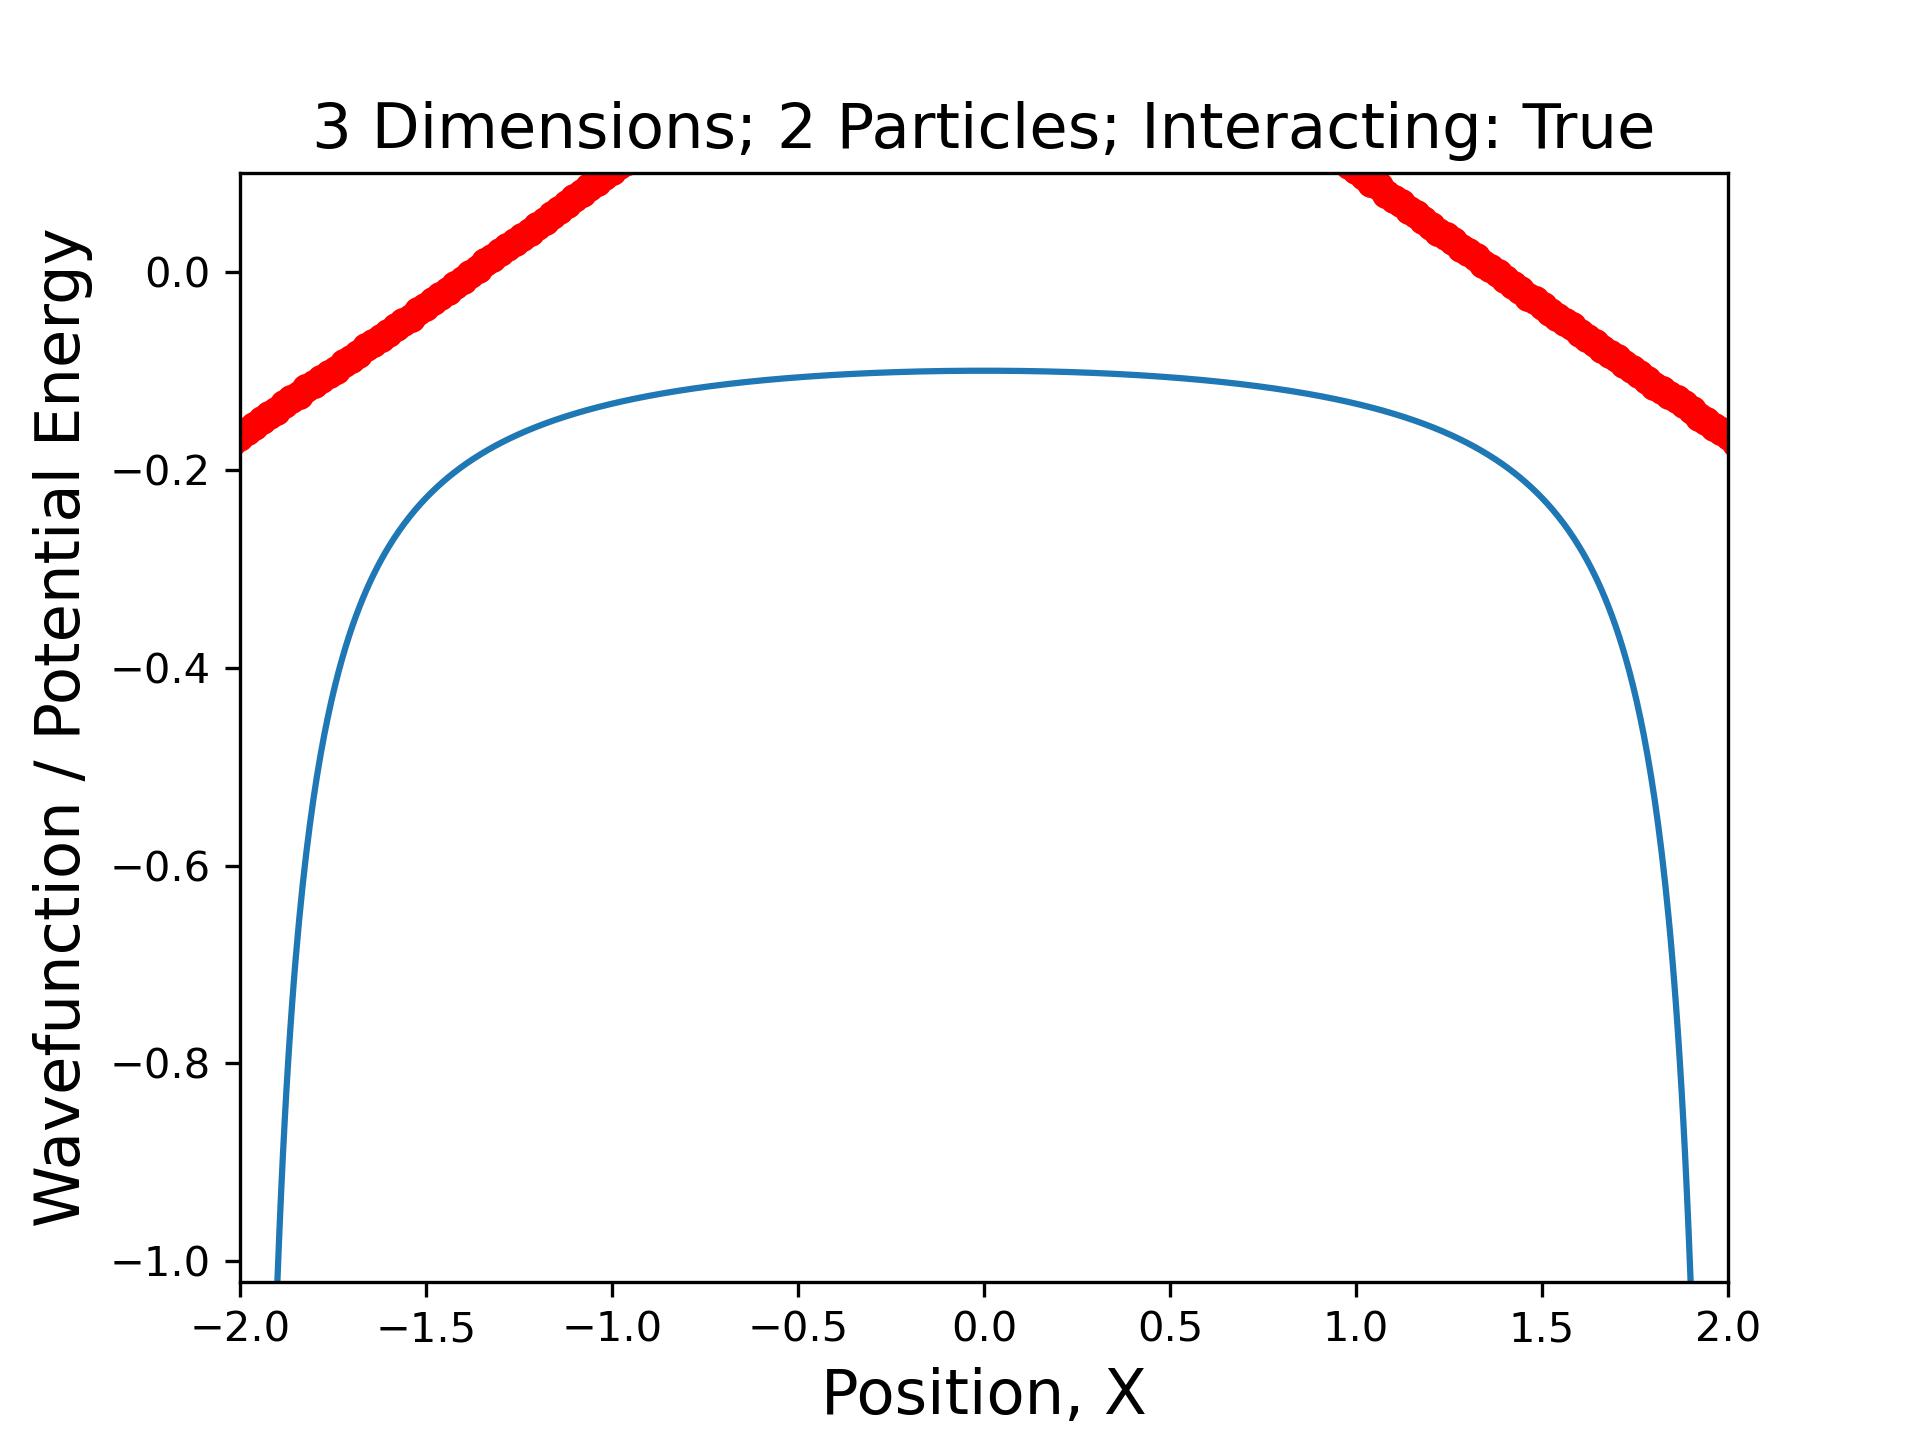 3 Dimensions; 2 Particles; Interacting: True
Wavefunction / Potential Energy
0.0
−0.2
−0.4
−0.6
−0.8
−1.0
−2.0 −1.5 −1.0 −0.5 0.0 0.5 1.0 1.5 2.0
Position, X